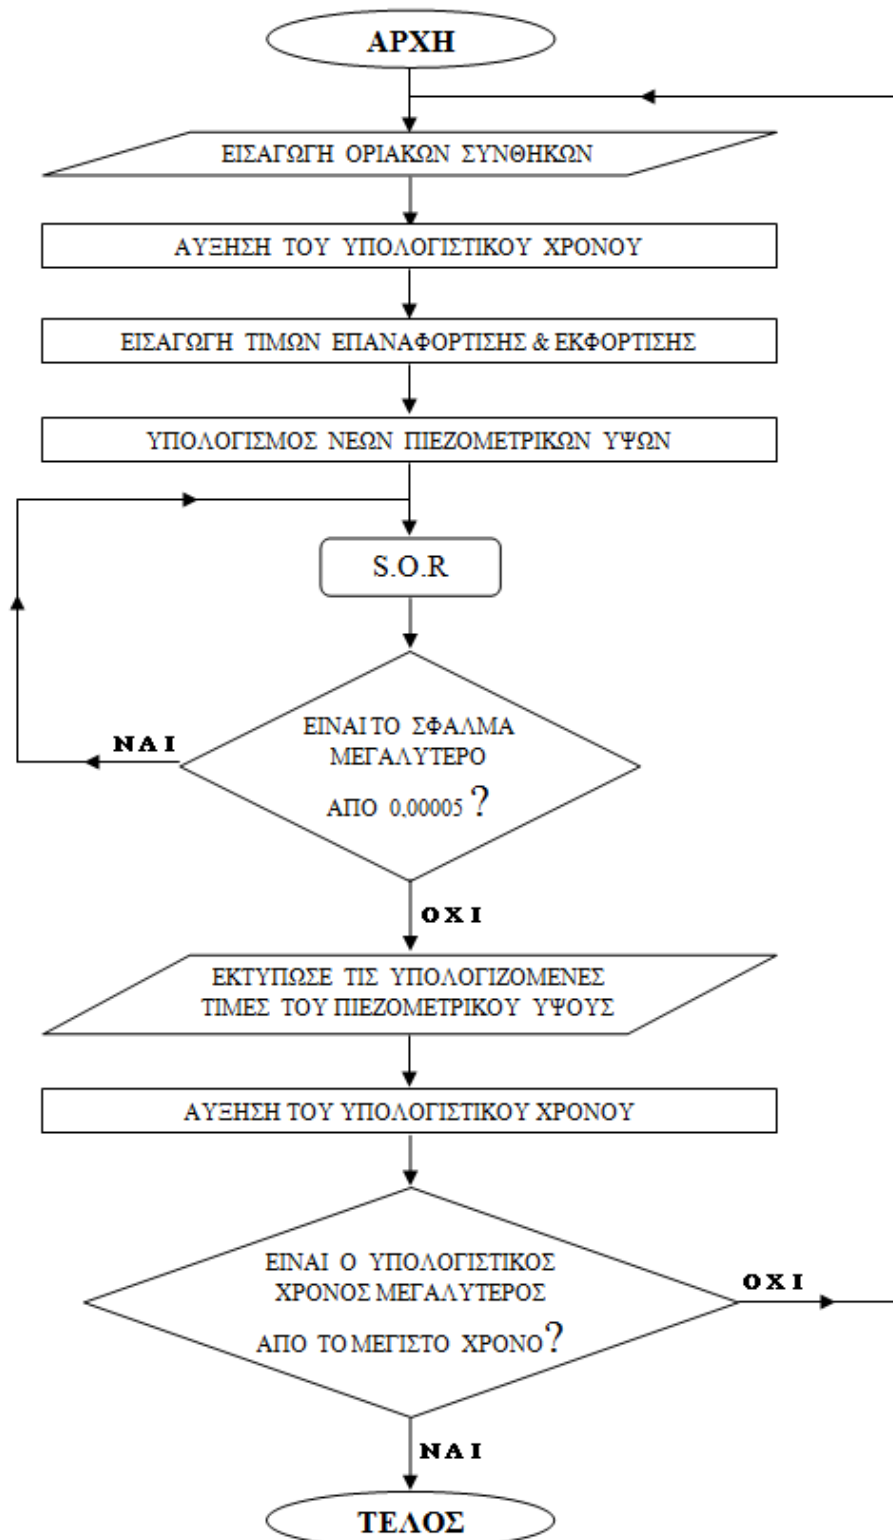 ΑΡΧΗ
ΕΙΣΑΓΩΓΗ ΟΡΙΑΚΩΝ ΣΥΝΘΗΚΩΝ
ΑΥΞΗΣΗ ΤΟΥ ΥΠΟΛΟΓΙΣΤΙΚΟΥ ΧΡΟΝΟΥ
ΕΙΣΑΓΩΓΗ ΤΙΜΩΝ ΕΠΑΝΑΦΟΡΤΙΣΗΣ & ΕΚΦΟΡΤΙΣΗΣ
ΥΠΟΛΟΓΙΣΜΟΣ ΝΕΩΝ ΠΙΕΖΟΜΕΤΡΙΚΩΝ ΥΨΩΝ
S.O.R
ΕΙΝΑΙ ΤΟ ΣΦΑΛΜΑ
ΜΕΓΑΛΥΤΕΡΟ
ΑΠΟ 0,00005 ?
ΝΑΙ
ΟΧΙ
ΕΚΤΥΠΩΣΕ ΤΙΣ ΥΠΟΛΟΓΙΖΟΜΕΝΕΣ
ΤΙΜΕΣ ΤΟΥ ΠΙΕΖΟΜΕΤΡΙΚΟΥ ΥΨΟΥΣ
ΑΥΞΗΣΗ ΤΟΥ ΥΠΟΛΟΓΙΣΤΙΚΟΥ ΧΡΟΝΟΥ
ΕΙΝΑΙ Ο ΥΠΟΛΟΓΙΣΤΙΚΟΣ
ΧΡΟΝΟΣ ΜΕΓΑΛΥΤΕΡΟΣ
ΑΠΟ ΤΟ ΜΕΓΙΣΤΟ ΧΡΟΝΟ ?
ΟΧΙ
ΝΑΙ
ΤΕΛΟΣ